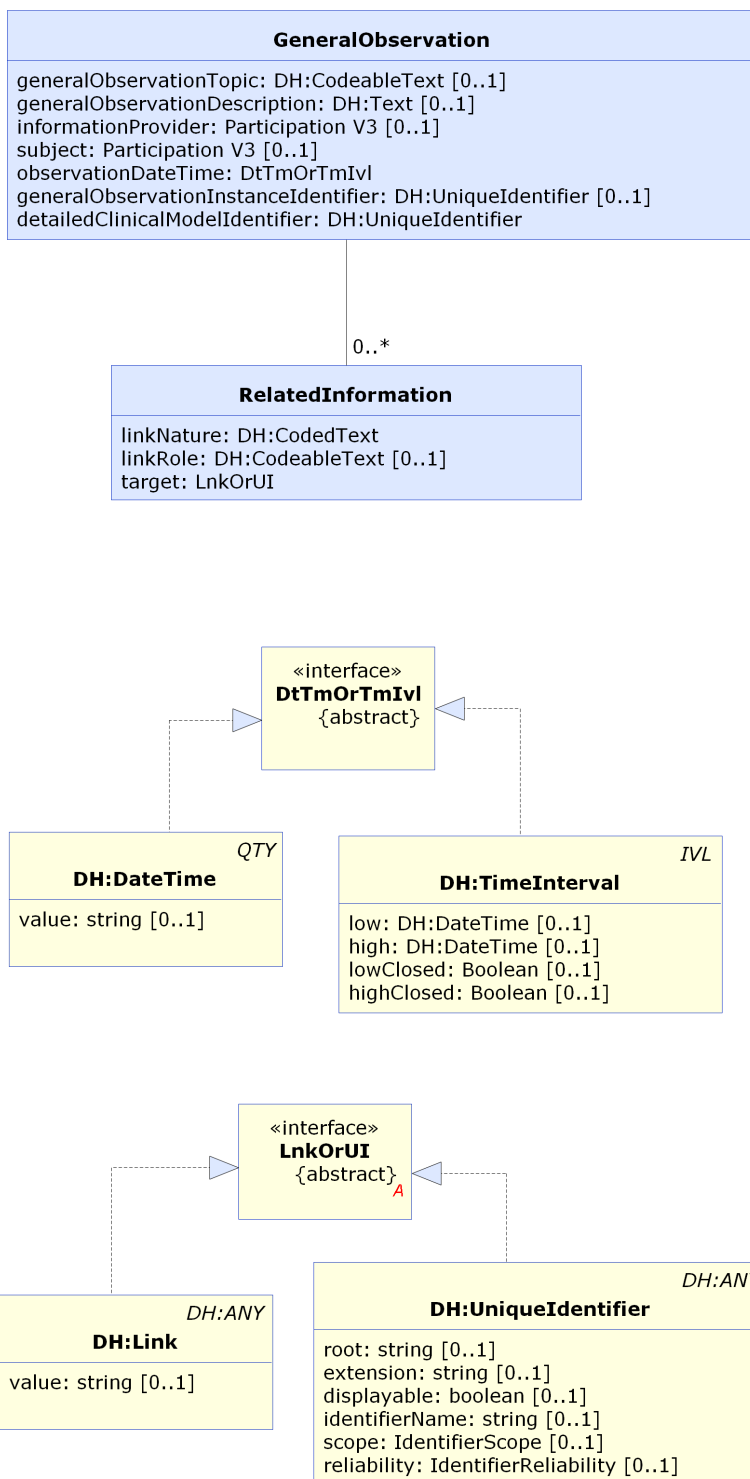 GeneralObservation
generalObservationTopic: DH:CodeableText [0..1]
generalObservationDescription: DH:Text [0..1]
informationProvider: Participation V3 [0..1]
subject: Participation V3 [0..1]
observationDateTime: DtTmOrTmIvl
generalObservationInstanceIdentifier: DH:UniqueIdentifier [0..1]
detailedClinicalModelIdentifier: DH:UniqueIdentifier
0..*
RelatedInformation
linkNature: DH:CodedText
linkRole: DH:CodeableText [0..1]
target: LnkOrUI
«interface»
DtTmOrTmIvl
{abstract}
QTY
DH:DateTime
value: string [0..1]
IVL
DH:TimeInterval
low: DH:DateTime [0..1]
high: DH:DateTime [0..1]
lowClosed: Boolean [0..1]
highClosed: Boolean [0..1]
«interface»
LnkOrUI
{abstract}
A
DH:ANY
DH:Link
value: string [0..1]
DH:AN
DH:UniqueIdentifier
root: string [0..1]
extension: string [0..1]
displayable: boolean [0..1]
identifierName: string [0..1]
scope: IdentifierScope [0..1]
reliability: IdentifierReliability [0..1]